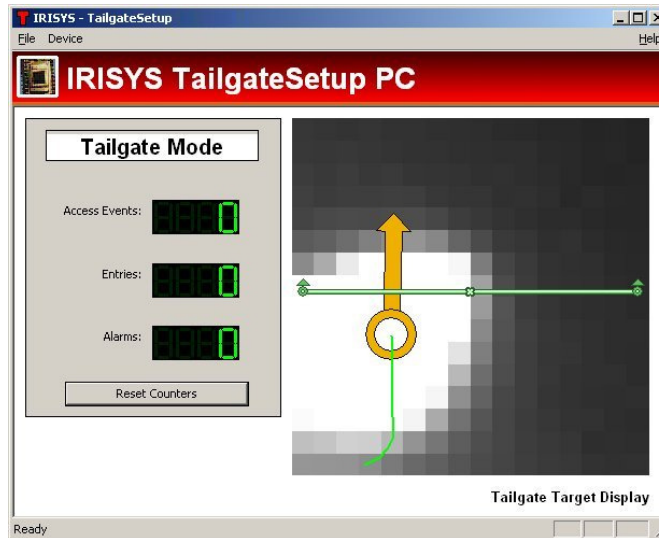 IRISYS - TailgateSetup
File Device Help
IRISYS TailgateSetup PC
Tailgate Mode
Access Events: 0
Entries: 0
Alarms: 0
Reset Counters
Tailgate Target Display
Ready